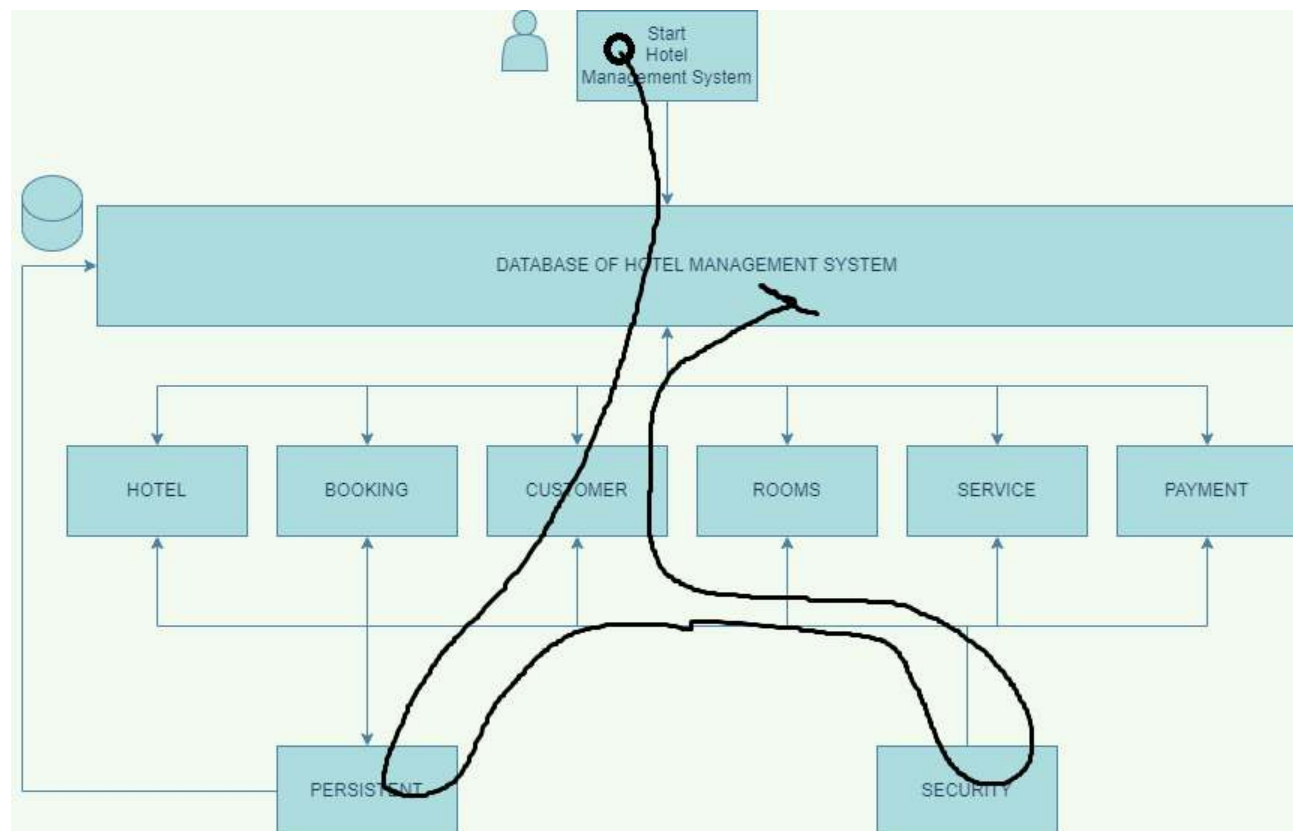 Start
Hotel
Management System
DATABASE OF HOTEL MANAGEMENT SYSTEM
HOTEL
BOOKING
CUSTOMER
ROOMS
SERVICE
PAYMENT
PERSISTENT
SECURITY